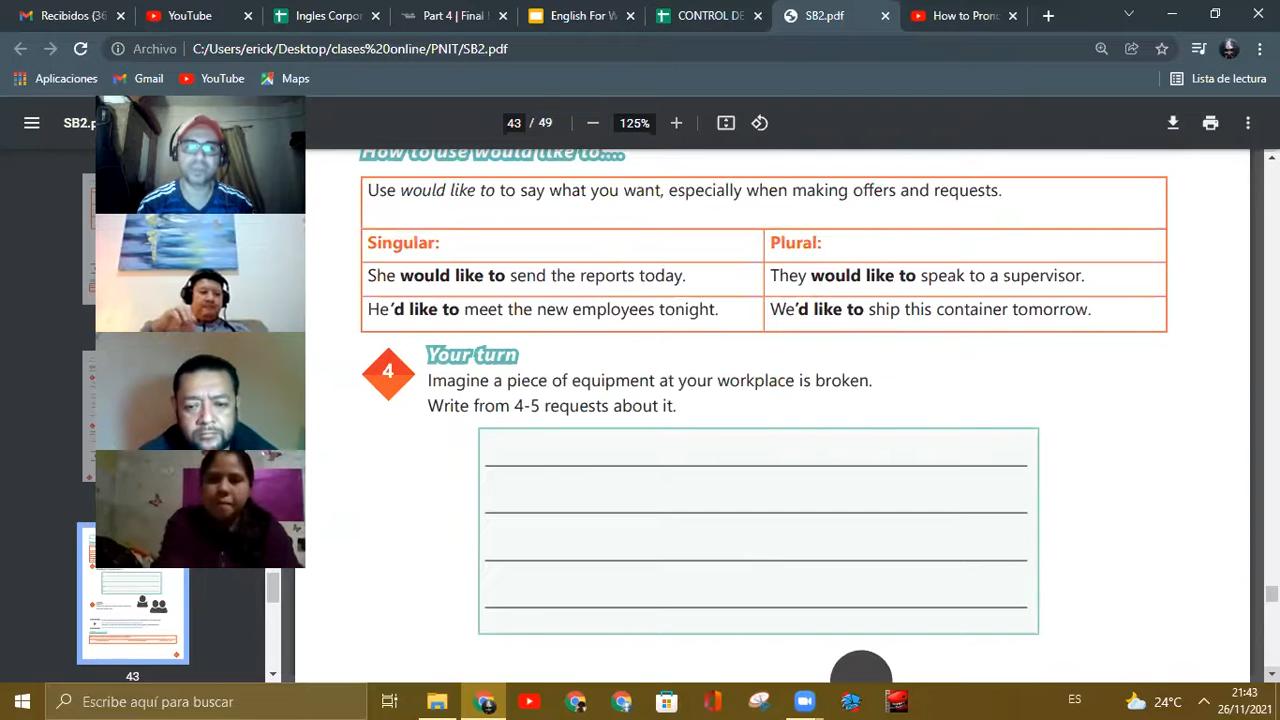 Recibidos (36
YouTube
Ingles Corpor
Part 4 | Final
English For W
CONTROL DE
SB2.pdf
How to Pronc
Archivo
C:/Users/erick/Desktop/clases%20online/PNIT/SB2.pdf
Aplicaciones
Gmail
YouTube
Maps
Lista de lectura
SB2.p
43 / 49
125%
How to use would like to....
Use would like to to say what you want, especially when making offers and requests.
Singular:
Plural:
She would like to send the reports today.
They would like to speak to a supervisor.
He'd like to meet the new employees tonight.
We'd like to ship this container tomorrow.
4
Your turn
Imagine a piece of equipment at your workplace is broken.
Write from 4-5 requests about it.
43
Escribe aquí para buscar
ES
24°C
21:43
26/11/2021